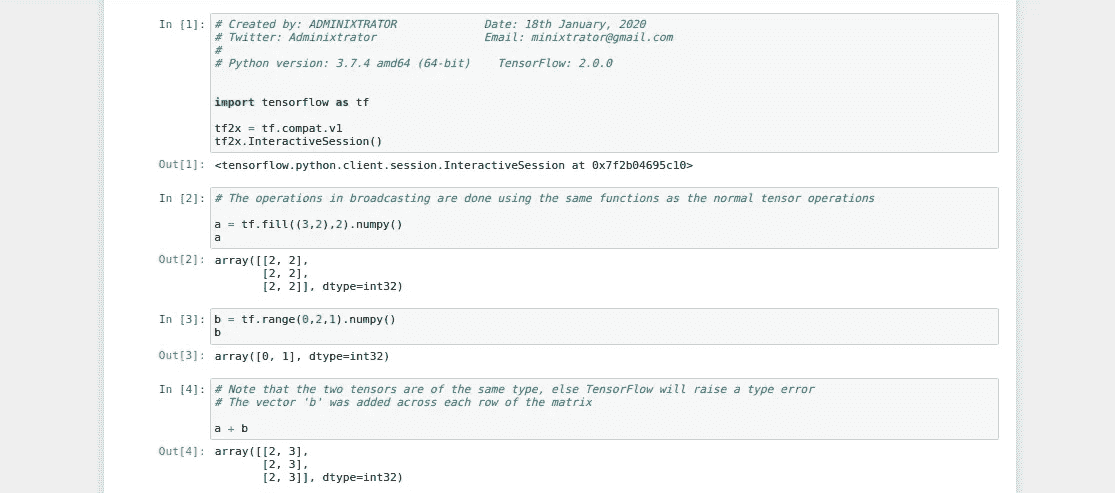 In [1]: # Created by: ADMINIXTRATOR Date: 18th January, 2020
# Twitter: Adminixtrator Email: minixtrator@gmail.com
#
# Python version: 3.7.4 amd64 (64-bit) TensorFlow: 2.0.0
import tensorflow as tf
tf2x = tf.compat.v1
tf2x.InteractiveSession()
Out[1]: <tensorflow.python.client.session.InteractiveSession at 0x7f2b04695c10>
In [2]: # The operations in broadcasting are done using the same functions as the normal tensor operations
a = tf.fill((3,2),2).numpy()
a
Out[2]: array([[2, 2],
[2, 2],
[2, 2]], dtype=int32)
In [3]: b = tf.range(0,2,1).numpy()
b
Out[3]: array([0, 1], dtype=int32)
In [4]: # Note that the two tensors are of the same type, else TensorFlow will raise a type error
# The vector 'b' was added across each row of the matrix
a + b
Out[4]: array([[2, 3],
[2, 3],
[2, 3]], dtype=int32)